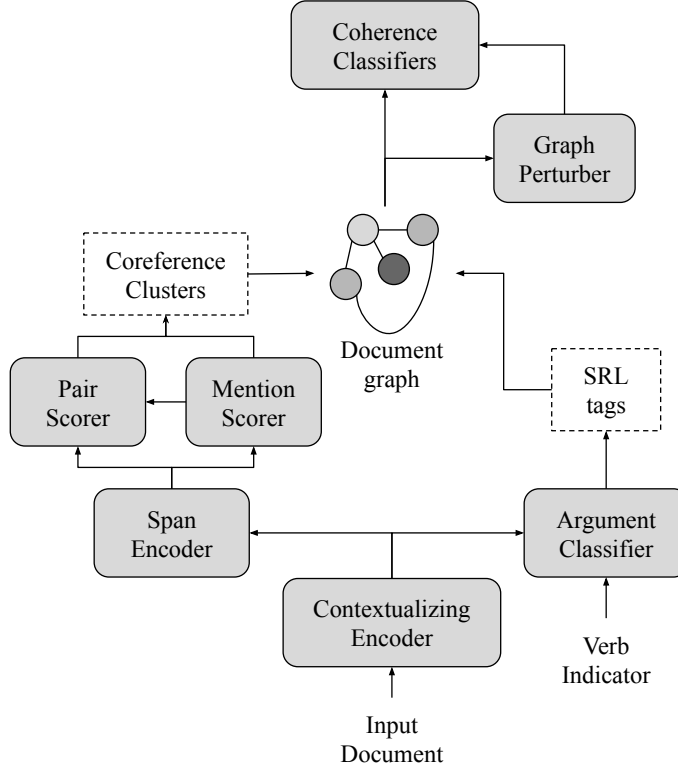 Coherence
Classifiers
Graph
Perturber
Coreference
Clusters
Document
graph
Pair
Scorer
Mention
Scorer
SRL
tags
Span
Encoder
Argument
Classifier
Contextualizing
Encoder
Verb
Indicator
Input
Document